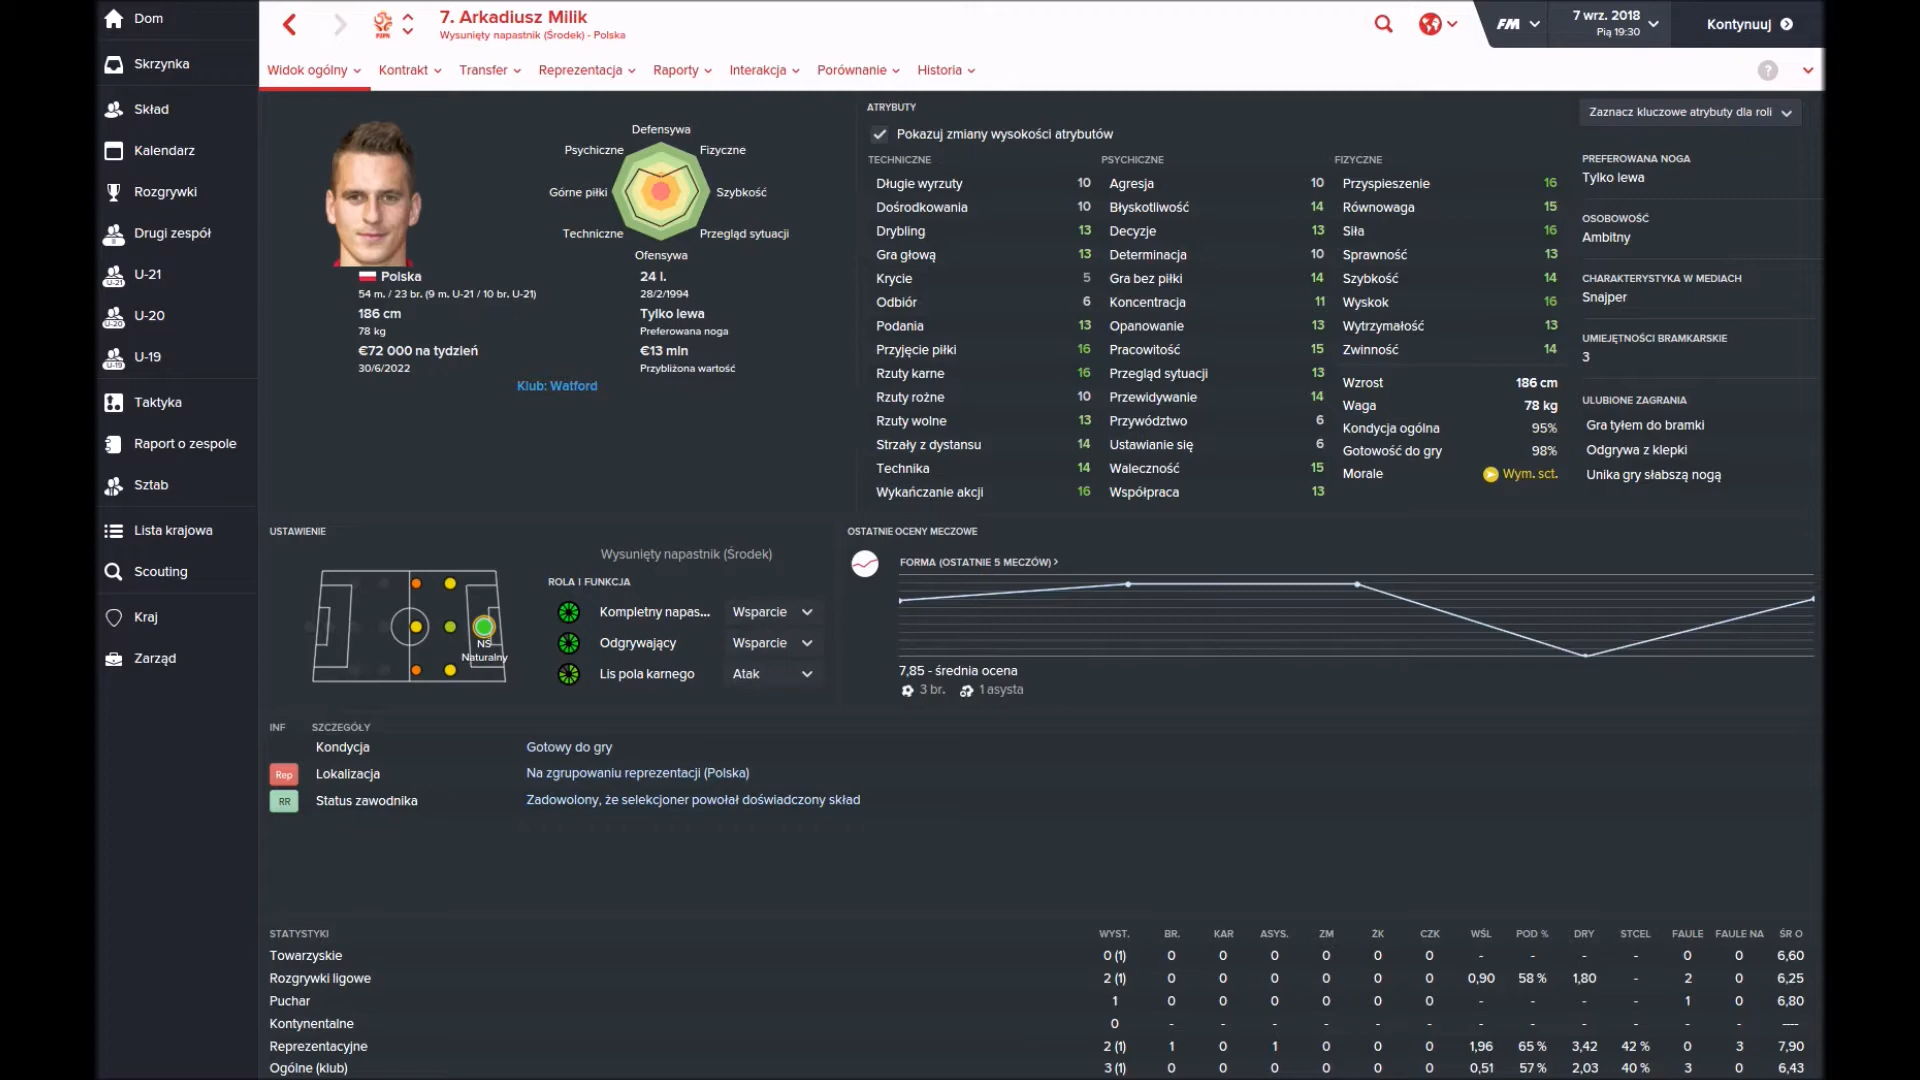 Dom
Skrzynka
Skład
Kalendarz
Rozgrywki
Drugi zespół
U-21
U-20
U-19
Taktyka
Raport o zespole
Sztab
Lista krajowa
Scouting
Kraj
Zarząd
7. Arkadiusz Milik
Wysunięty napastnik (Środek) - Polska
FM
7 wrz. 2018
Pią 19:30
Kontynuuj
Widok ogólny Kontrakt Transfer Reprezentacja Raporty Interakcja Porównanie Historia
?
Defensywa
Psychiczne Fizyczne
Górne piłki Szybkość
Techniczne Przegląd sytuacji
Ofensywa
Polska
54 m. / 23 br. (9 m. U-21 / 10 br. U-21)
186 cm
78 kg
€72 000 na tydzień
30/6/2022
24 l.
28/2/1994
Tylko lewa
Preferowana noga
€13 mln
Przybliżona wartość
Klub: Watford
ATRYBUTY
Pokazuj zmiany wysokości atrybutów
Zaznacz kluczowe atrybuty dla roli
TECHNICZNE
Długie wyrzuty 10
Dośrodkowania 10
Drybling 13
Gra głową 13
Krycie 5
Odbiór 6
Podania 13
Przyjęcie piłki 16
Rzuty karne 16
Rzuty rożne 10
Rzuty wolne 13
Strzały z dystansu 14
Technika 14
Wykańczanie akcji 16
PSYCHICZNE
Agresja 10
Błyskotliwość 14
Decyzje 13
Determinacja 10
Gra bez piłki 14
Koncentracja 11
Opanowanie 13
Pracowitość 15
Przegląd sytuacji 13
Przewidywanie 14
Przywództwo 6
Ustawianie się 6
Waleczność 15
Współpraca 13
FIZYCZNE
Przyspieszenie 16
Równowaga 15
Siła 16
Sprawność 13
Szybkość 14
Wyskok 16
Wytrzymałość 13
Zwinność 14
Wzrost 186 cm
Waga 78 kg
Kondycja ogólna 95%
Gotowość do gry 98%
Morale Wym. sct.
PREFEROWANA NOGA
Tylko lewa
OSOBOWOŚĆ
Ambitny
CHARAKTERYSTYKA W MEDIACH
Snajper
UMIEJĘTNOŚCI BRAMKARSKIE
3
ULUBIONE ZAGRANIA
Gra tyłem do bramki
Odgrywa z klepki
Unika gry słabszą nogą
USTAWIENIE
NŚ
Naturalny
Wysunięty napastnik (Środek)
ROLA I FUNKCJA
Kompletny napas... Wsparcie
Odgrywający Wsparcie
Lis pola karnego Atak
OSTATNIE OCENY MECZOWE
FORMA (OSTATNIE 5 MECZÓW) >
7,85 - średnia ocena
3 br. 1 asysta
INF SZCZEGÓŁY
Kondycja Gotowy do gry
Rep Lokalizacja Na zgrupowaniu reprezentacji (Polska)
RR Status zawodnika Zadowolony, że selekcjoner powołał doświadczony skład
STATYSTYKI WYST. BR. KAR ASYS. ZM ŻK CZK WŚL POD % DRY STCEL FAULE FAULE NA ŚR O
Towarzyskie 0 (1) 0 0 0 0 0 0 - - - - 0 0 6,60
Rozgrywki ligowe 2 (1) 0 0 0 0 0 0 0,90 58 % 1,80 - 2 0 6,25
Puchar 1 0 0 0 0 0 0 - - - - 1 0 6,80
Kontynentalne 0 - - - - - - - - - - - - ----
Reprezentacyjne 2 (1) 1 0 1 0 0 0 1,96 65 % 3,42 42 % 0 3 7,90
Ogólne (klub) 3 (1) 0 0 0 0 0 0 0,51 57 % 2,03 40 % 3 0 6,43